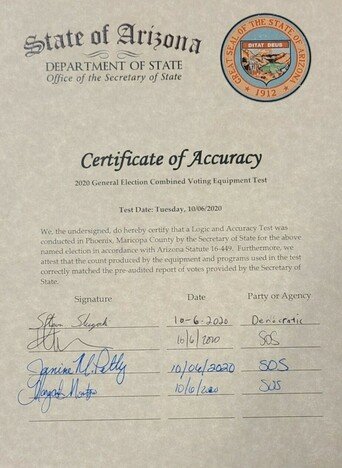 State of Arizona
DEPARTMENT OF STATE
Office of the Secretary of State
GREAT SEAL OF THE STATE OF ARIZONA
DITAT DEUS
1912
Certificate of Accuracy
2020 General Election Combined Voting Equipment Test
Test Date: Tuesday, 10/06/2020
We, the undersigned, do hereby certify that a Logic and Accuracy Test was
conducted in Phoenix, Maricopa County by the Secretary of State for the above
named election in accordance with Arizona Statute 16-449. Furthermore, we
attest that the count produced by the equipment and programs used in the test
correctly matched the pre-audited report of votes provided by the Secretary of
State.
Signature Date Party or Agency
10-6-2020 Democratic
10/6/2020 SOS
Janine M. 10/06/2020 SOS
10/6/2020 SOS